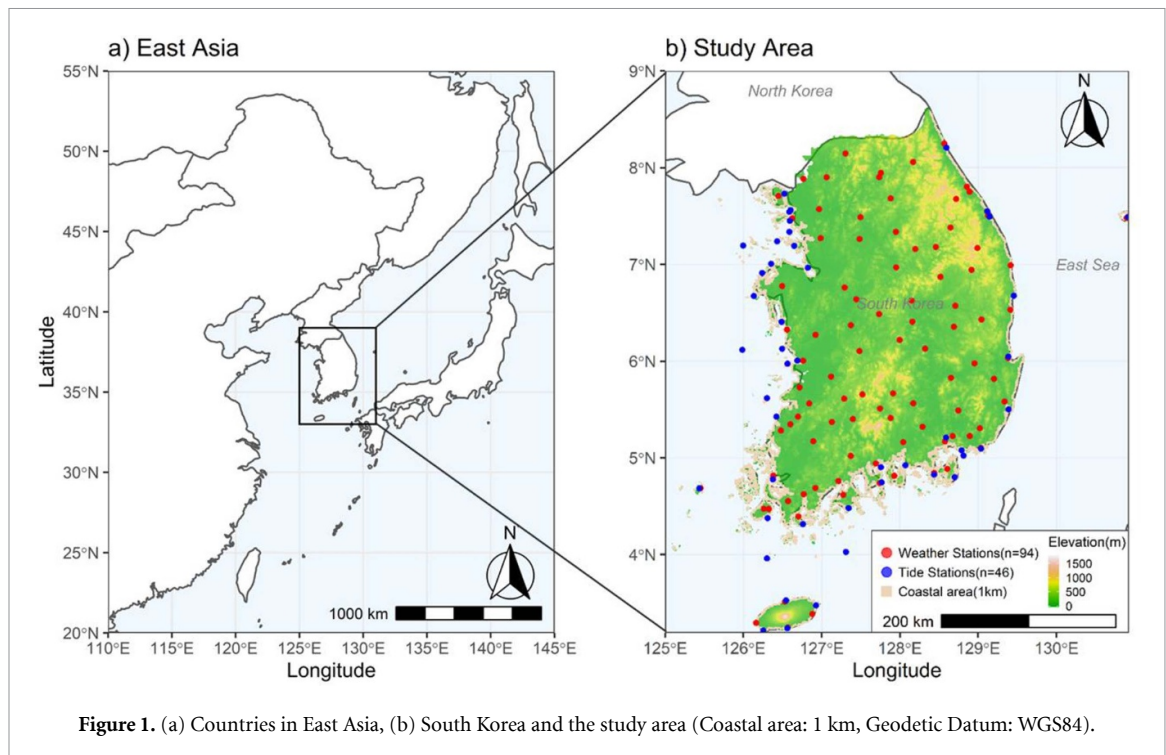 a) East Asia
55°N
50°N
45°N
40°N
35°N
30°N
25°N
20°N
110°E 115°E 120°E 125°E 130°E 135°E 140°E 145°E
Latitude
Longitude
N
1000 km
b) Study Area
9°N
8°N
7°N
6°N
5°N
4°N
125°E 126°E 127°E 128°E 129°E 130°E
Longitude
North Korea
South Korea
East Sea
N
Weather Stations(n=94)
Tide Stations(n=46)
Coastal area(1km)
Elevation(m)
1500
1000
500
0
200 km
Figure 1. (a) Countries in East Asia, (b) South Korea and the study area (Coastal area: 1 km, Geodetic Datum: WGS84).